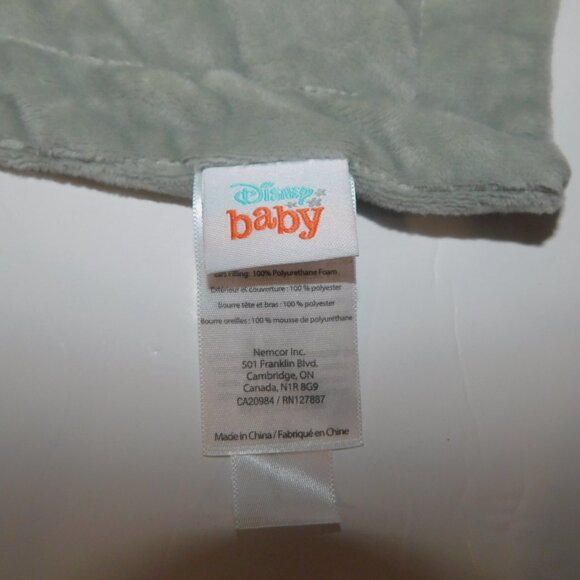 Disney
baby
Ears Filling: 100% Polyurethane Foam
Extérieur et couverture : 100 % polyester
Bourre tête et bras : 100 % polyester
Bourre oreilles : 100 % mousse de polyuréthane
Nemcor Inc.
501 Franklin Blvd.
Cambridge, ON
Canada, N1R 8G9
CA20984 / RN127887
Made in China / Fabriqué en Chine